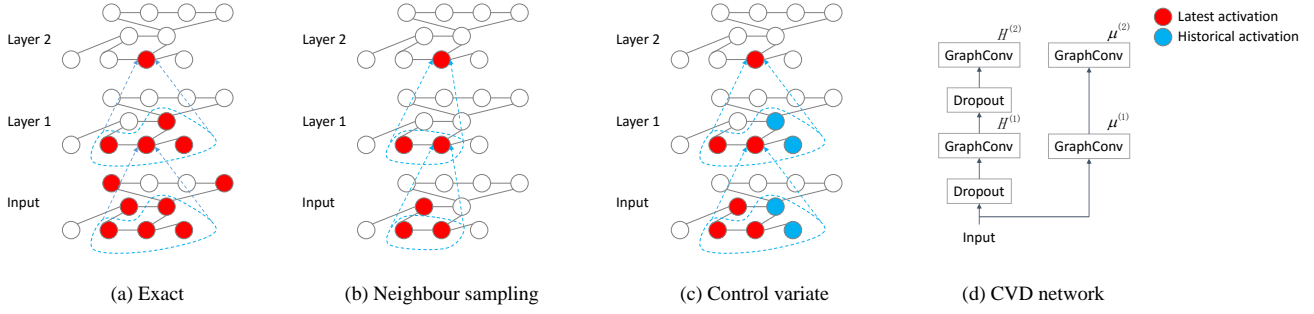 Layer 2
Layer 1
Input
(a) Exact
Layer 2
Layer 1
Input
(b) Neighbour sampling
Layer 2
Layer 1
Input
(c) Control variate
H^(2)
μ^(2)
GraphConv
GraphConv
Dropout
H^(1)
μ^(1)
GraphConv
GraphConv
Dropout
Input
(d) CVD network
Latest activation
Historical activation